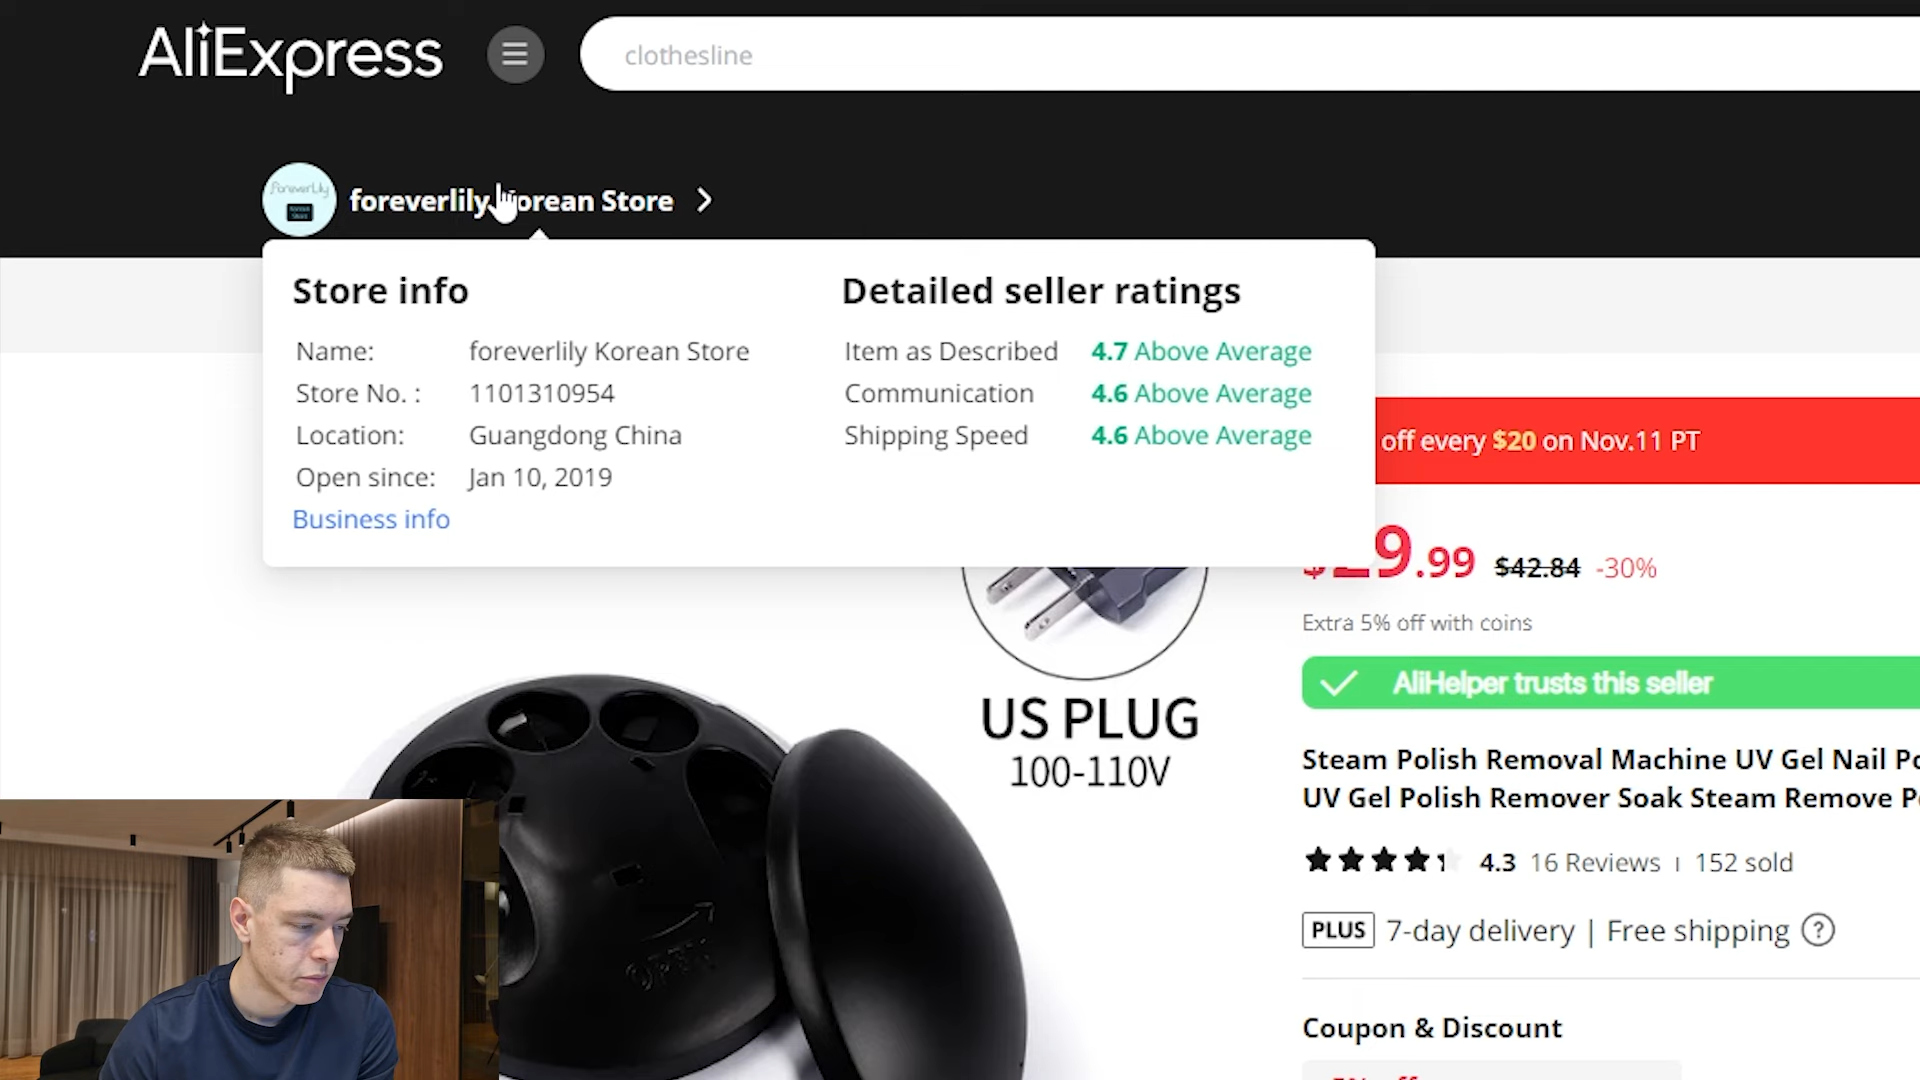 AliExpress
clothesline
ForeverLily
foreverlily Korean Store
Store info
Name: foreverlily Korean Store
Store No. : 1101310954
Location: Guangdong China
Open since: Jan 10, 2019
Business info
Detailed seller ratings
Item as Described 4.7 Above Average
Communication 4.6 Above Average
Shipping Speed 4.6 Above Average
off every $20 on Nov.11 PT
$29.99 $42.84 -30%
Extra 5% off with coins
AliHelper trusts this seller
US PLUG
100-110V
OPEN
Steam Polish Removal Machine UV Gel Nail Po
UV Gel Polish Remover Soak Steam Remove P
4.3 16 Reviews | 152 sold
PLUS 7-day delivery | Free shipping ?
Coupon & Discount